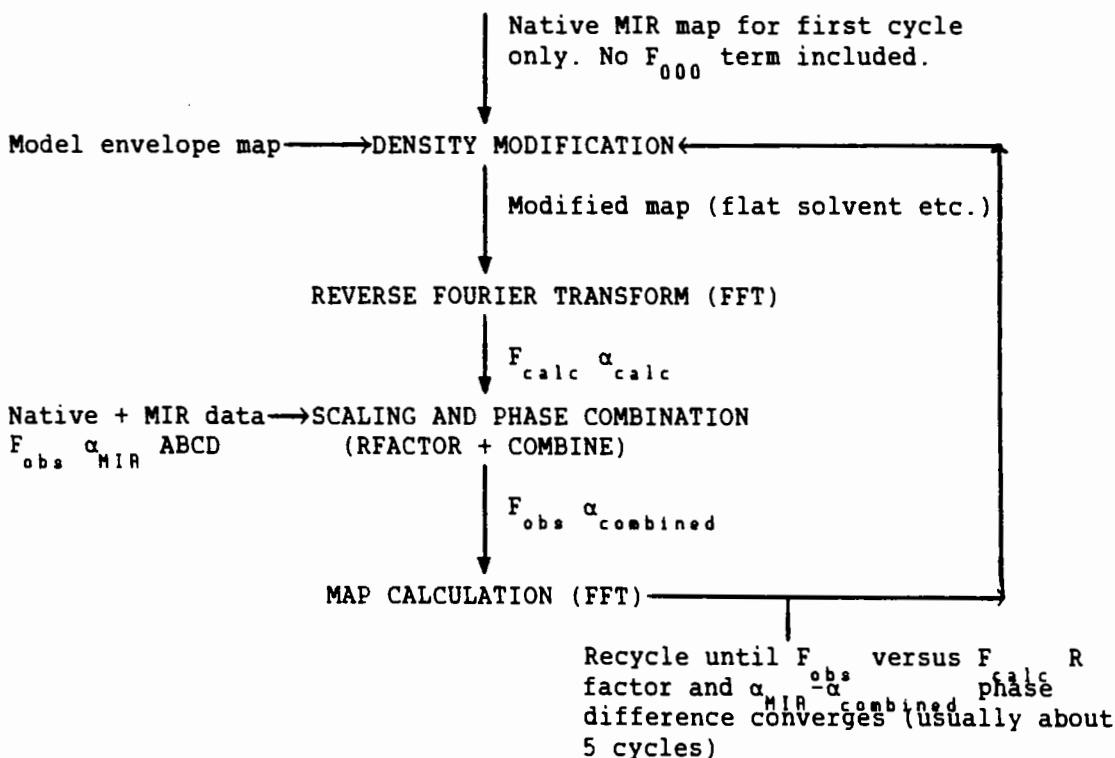 Native MIR map for first cycle
only. No F000 term included.
Model envelope map→DENSITY MODIFICATION←
Modified map (flat solvent etc.)
REVERSE FOURIER TRANSFORM (FFT)
Fcalc αcalc
Native + MIR data→SCALING AND PHASE COMBINATION
Fobs αMIR ABCD (RFACTOR + COMBINE)
Fobs αcombined
MAP CALCULATION (FFT)
Recycle until Fobs versus Fcalc R
factor and αMIR-αcombined phase
difference converges (usually about
5 cycles)